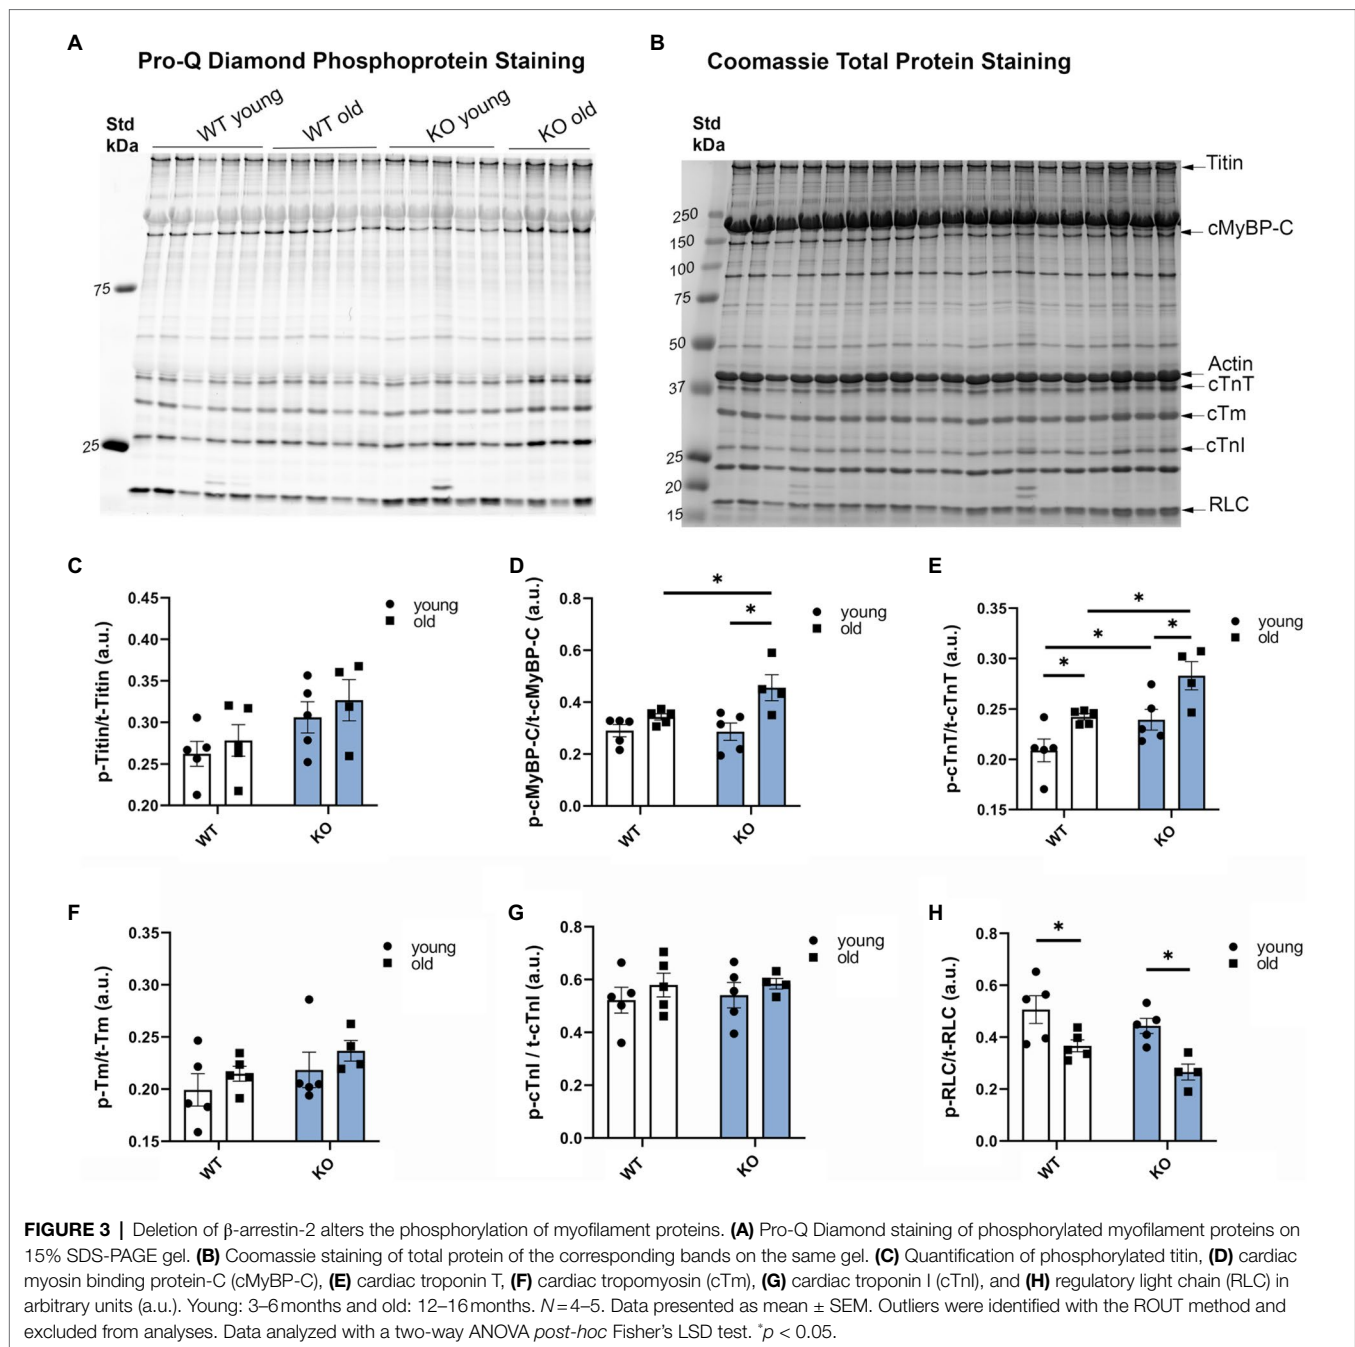 A
Pro-Q Diamond Phosphoprotein Staining
Std
kDa
WT young
WT old
KO young
KO old
75
25
B
Coomassie Total Protein Staining
Std
kDa
250
150
100
75
50
37
25
20
15
Titin
cMyBP-C
Actin
cTnT
cTm
cTnI
RLC
C
p-Titin/t-Titin (a.u.)
0.45
0.40
0.35
0.30
0.25
0.20
WT
KO
young
old
D
p-cMyBP-C/t-cMyBP-C (a.u.)
0.8
0.6
0.4
0.2
0.0
*
*
WT
KO
young
old
E
p-cTnT/t-cTnT (a.u.)
0.35
0.30
0.25
0.20
0.15
*
*
*
*
WT
KO
young
old
F
p-Tm/t-Tm (a.u.)
0.35
0.30
0.25
0.20
0.15
WT
KO
young
old
G
p-cTnI / t-cTnI (a.u.)
0.8
0.6
0.4
0.2
0.0
WT
KO
young
old
H
p-RLC/t-RLC (a.u.)
0.8
0.6
0.4
0.2
0.0
*
*
WT
KO
young
old
FIGURE 3 | Deletion of β-arrestin-2 alters the phosphorylation of myofilament proteins. (A) Pro-Q Diamond staining of phosphorylated myofilament proteins on
15% SDS-PAGE gel. (B) Coomassie staining of total protein of the corresponding bands on the same gel. (C) Quantification of phosphorylated titin, (D) cardiac
myosin binding protein-C (cMyBP-C), (E) cardiac troponin T, (F) cardiac tropomyosin (cTm), (G) cardiac troponin I (cTnI), and (H) regulatory light chain (RLC) in
arbitrary units (a.u.). Young: 3–6 months and old: 12–16 months. N = 4–5. Data presented as mean ± SEM. Outliers were identified with the ROUT method and
excluded from analyses. Data analyzed with a two-way ANOVA post-hoc Fisher's LSD test. *p < 0.05.